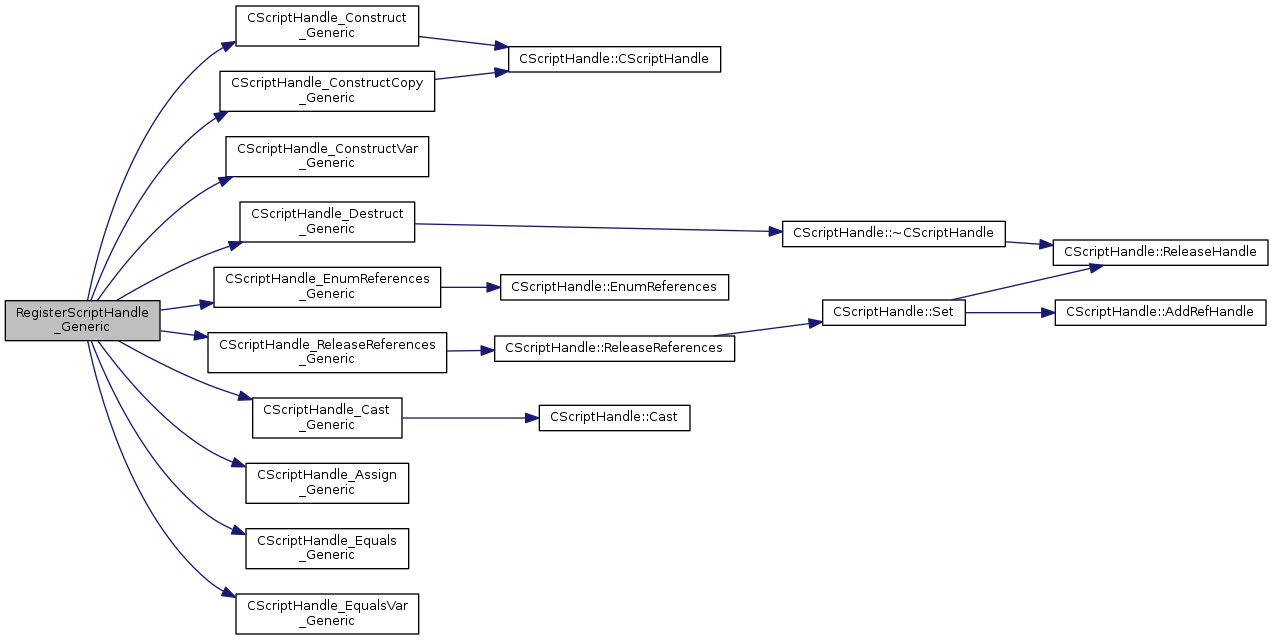 CScriptHandle_Construct
_Generic
CScriptHandle::CScriptHandle
CScriptHandle_ConstructCopy
_Generic
CScriptHandle_ConstructVar
_Generic
CScriptHandle_Destruct
_Generic
CScriptHandle::~CScriptHandle
CScriptHandle::ReleaseHandle
CScriptHandle_EnumReferences
_Generic
CScriptHandle::EnumReferences
RegisterScriptHandle
_Generic
CScriptHandle::Set
CScriptHandle::AddRefHandle
CScriptHandle_ReleaseReferences
_Generic
CScriptHandle::ReleaseReferences
CScriptHandle_Cast
_Generic
CScriptHandle::Cast
CScriptHandle_Assign
_Generic
CScriptHandle_Equals
_Generic
CScriptHandle_EqualsVar
_Generic